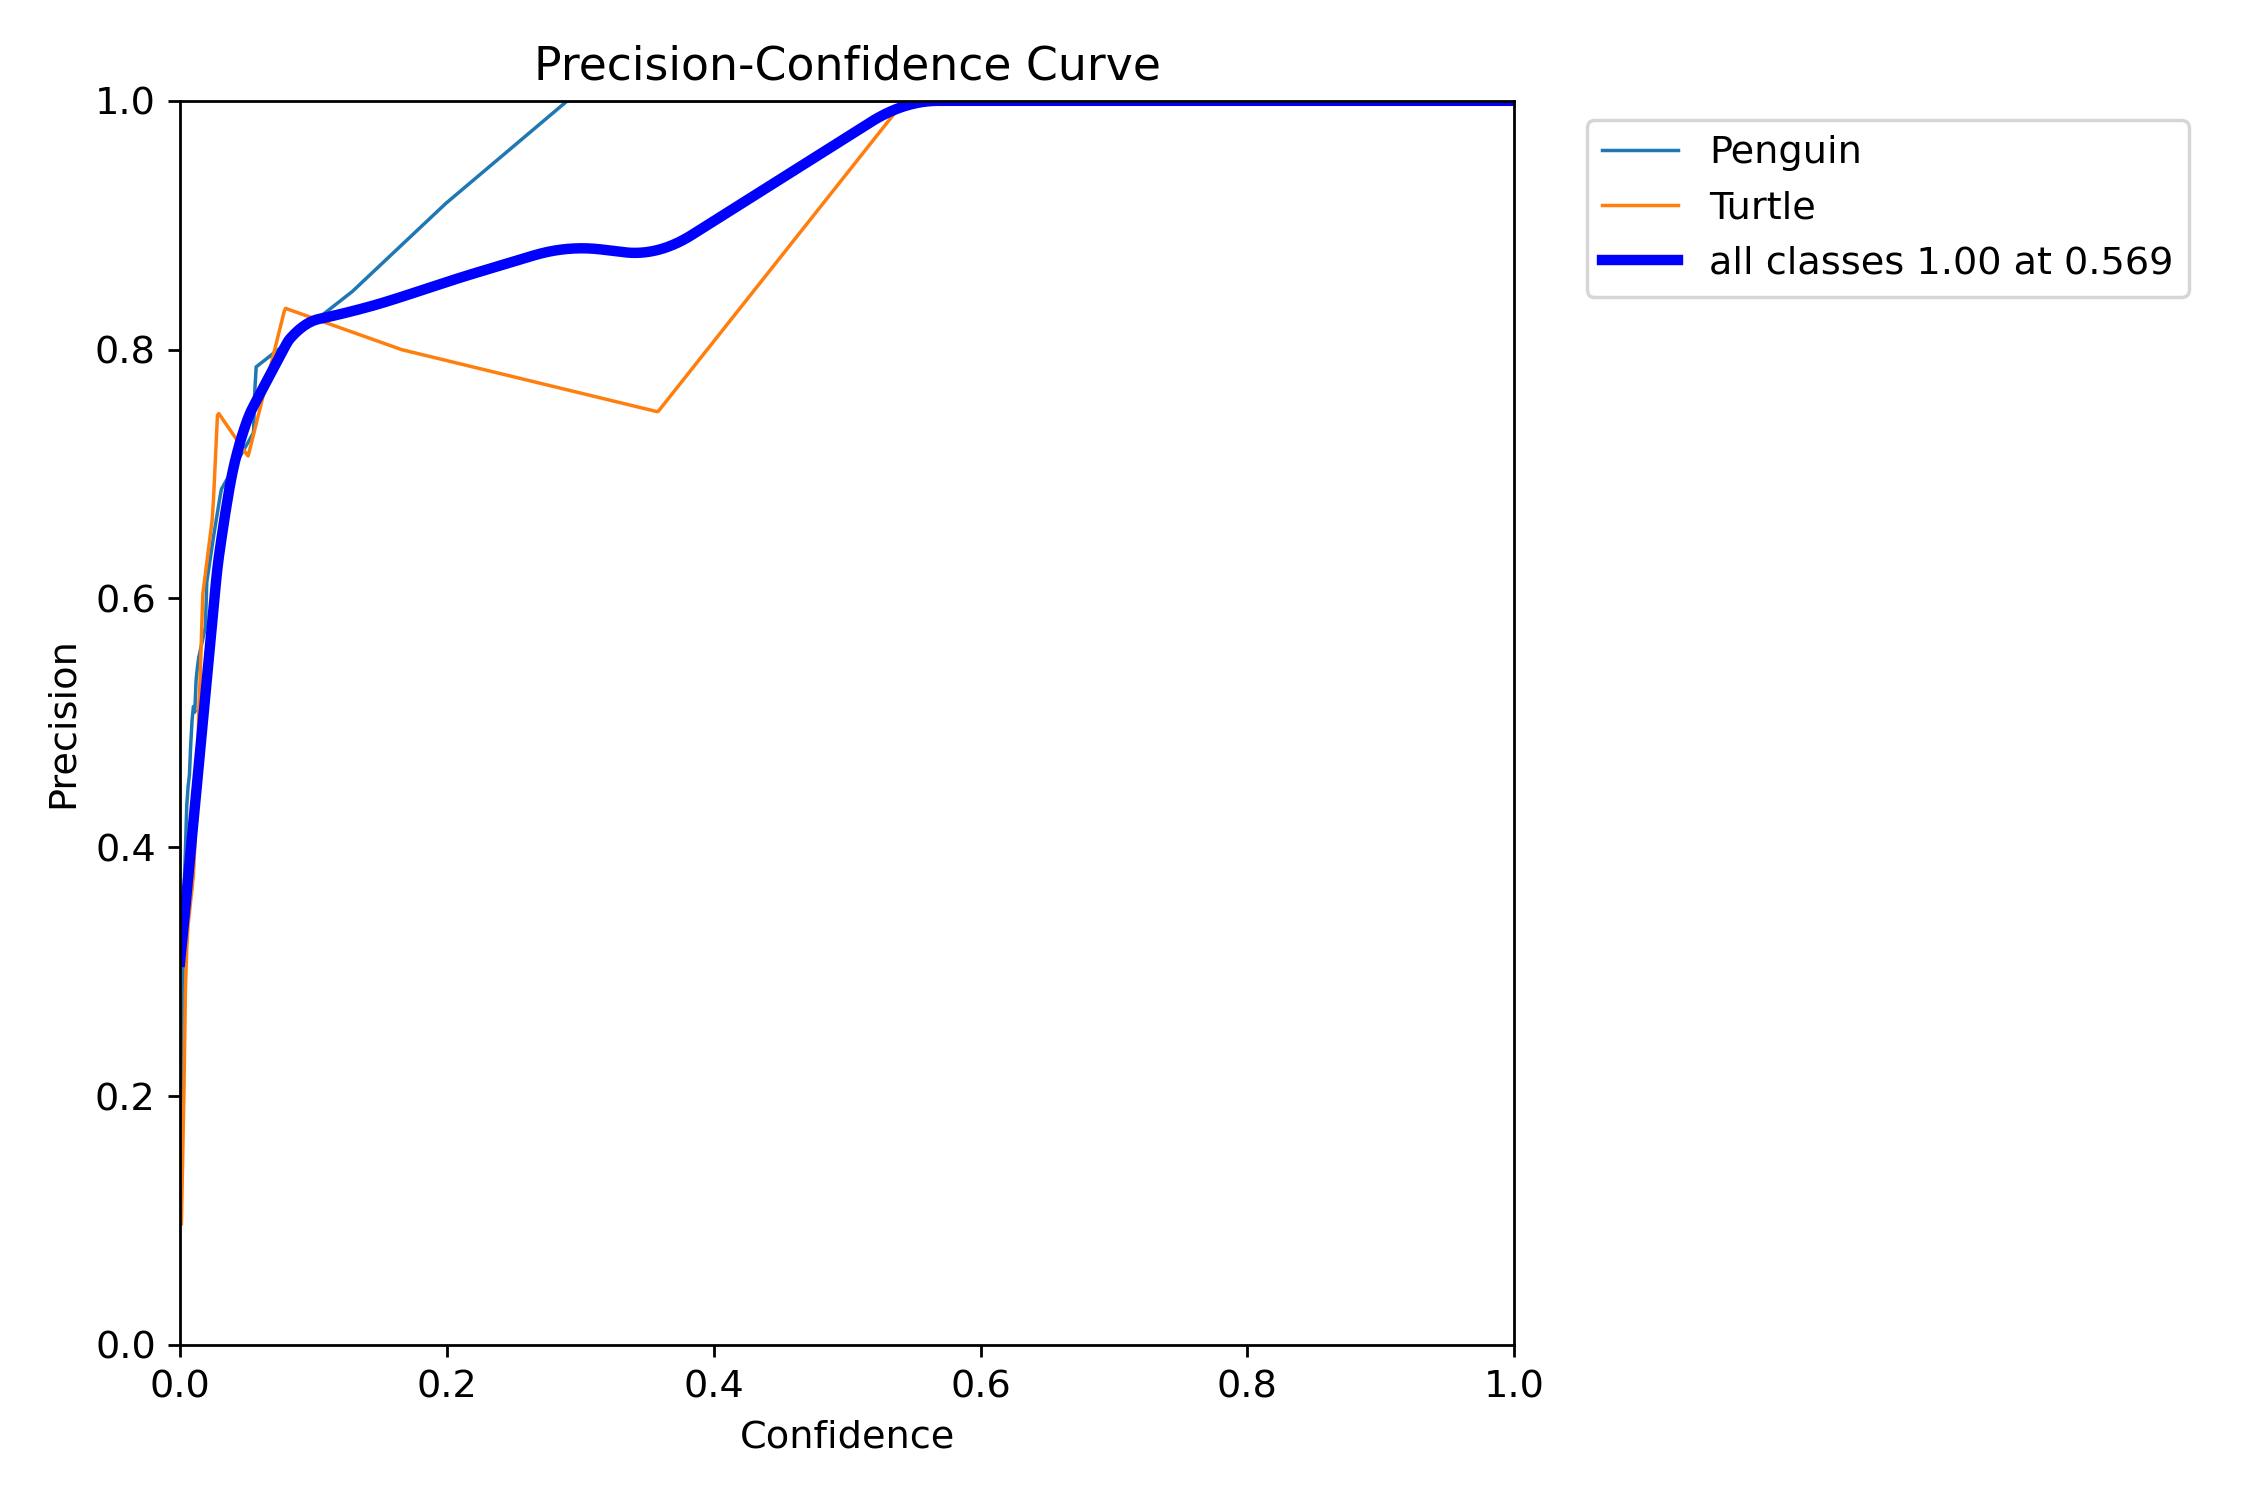 Precision-Confidence Curve
1.0
0.8
0.6
0.4
0.2
0.0
Precision
0.0 0.2 0.4 0.6 0.8 1.0
Confidence
Penguin
Turtle
all classes 1.00 at 0.569